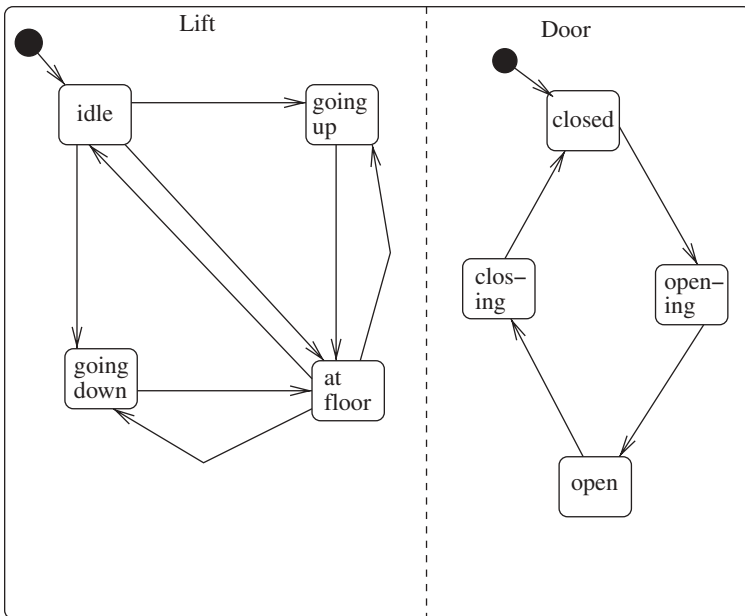 Lift
idle
going
up
going
down
at
floor
Door
closed
clos–
ing
open–
ing
open